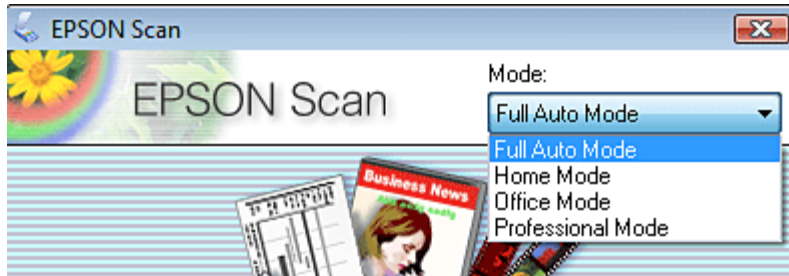 EPSON Scan
EPSON Scan
Mode:
Full Auto Mode
Full Auto Mode
Home Mode
Office Mode
Professional Mode
Business News